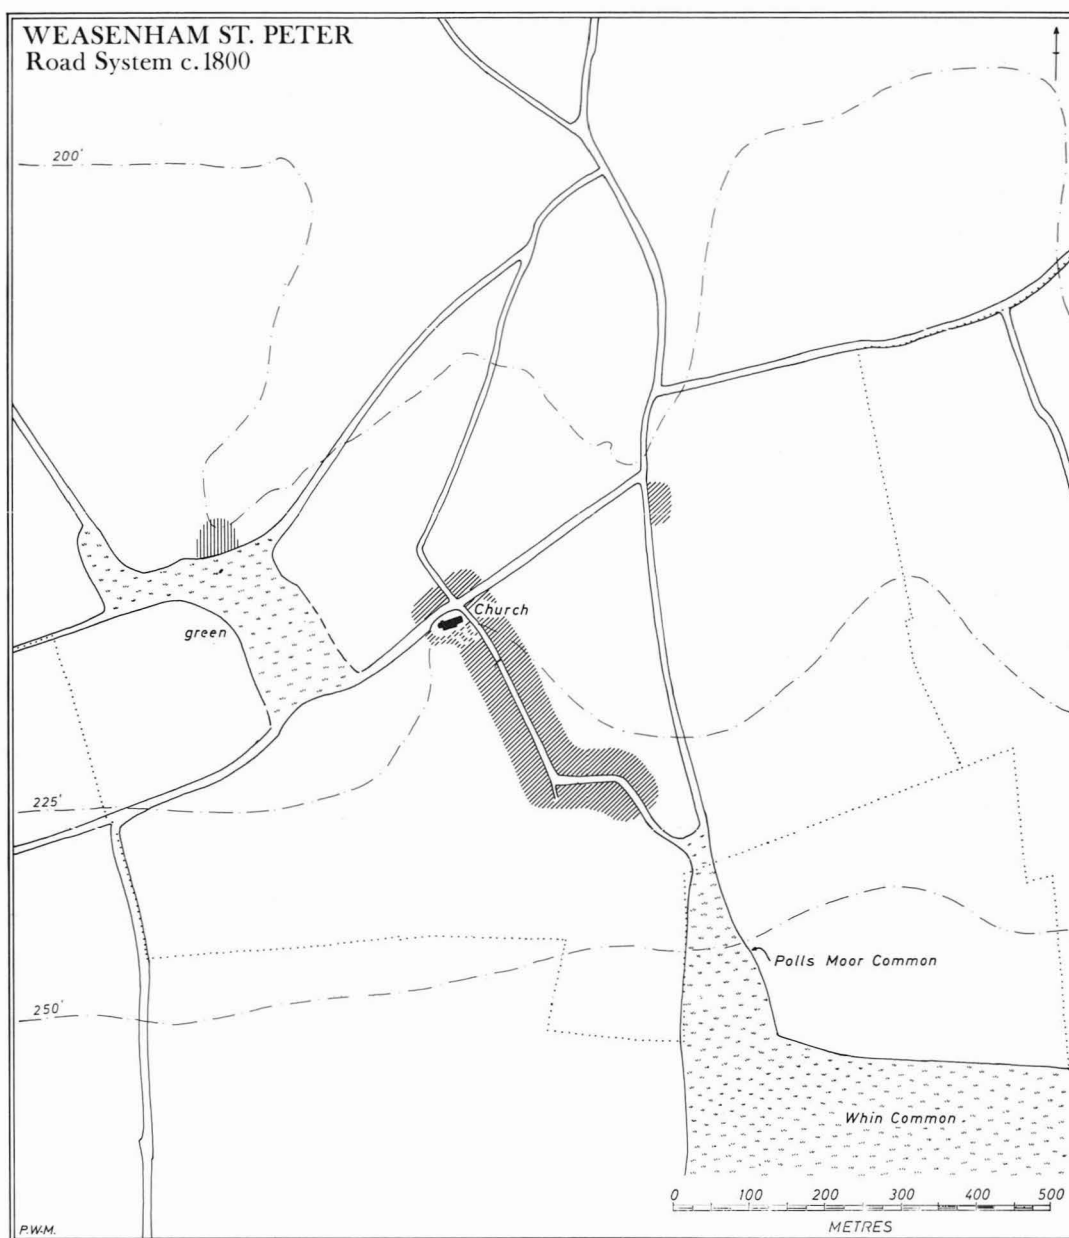 WEASENHAM ST. PETER
Road System c.1800
200'
Church
green
225'
Polls Moor Common
250'
Whin Common
0 100 200 300 400 500
METRES
P.W.M.